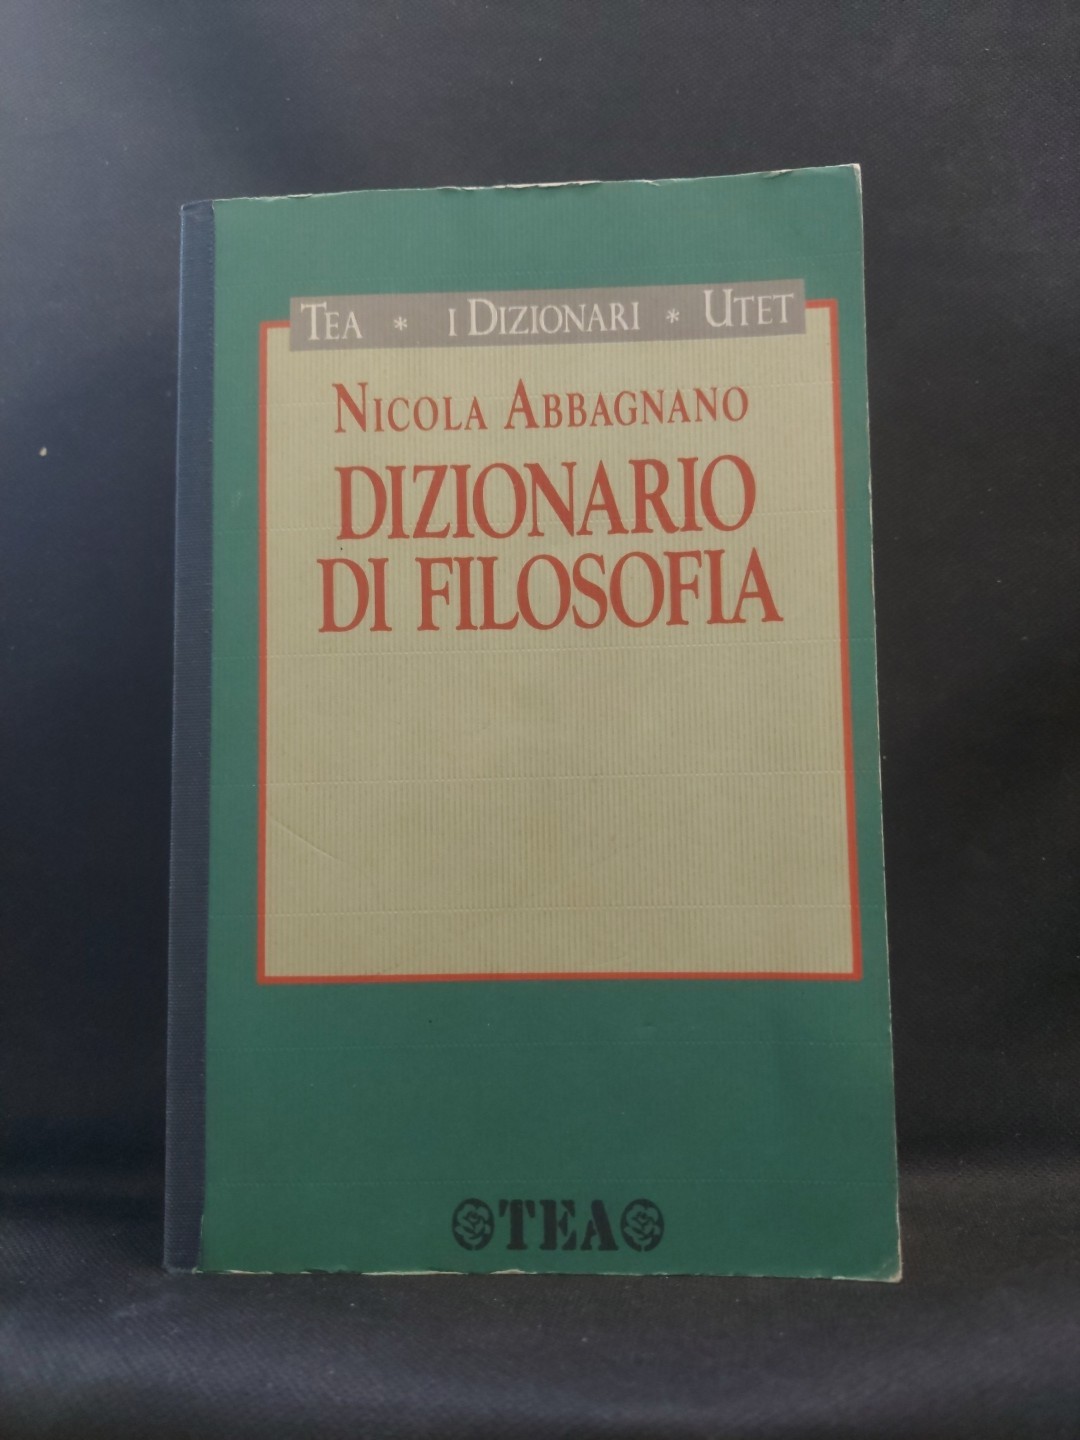 TEA * I DIZIONARI * UTET
NICOLA ABBAGNANO
DIZIONARIO
DI FILOSOFIA
TEA